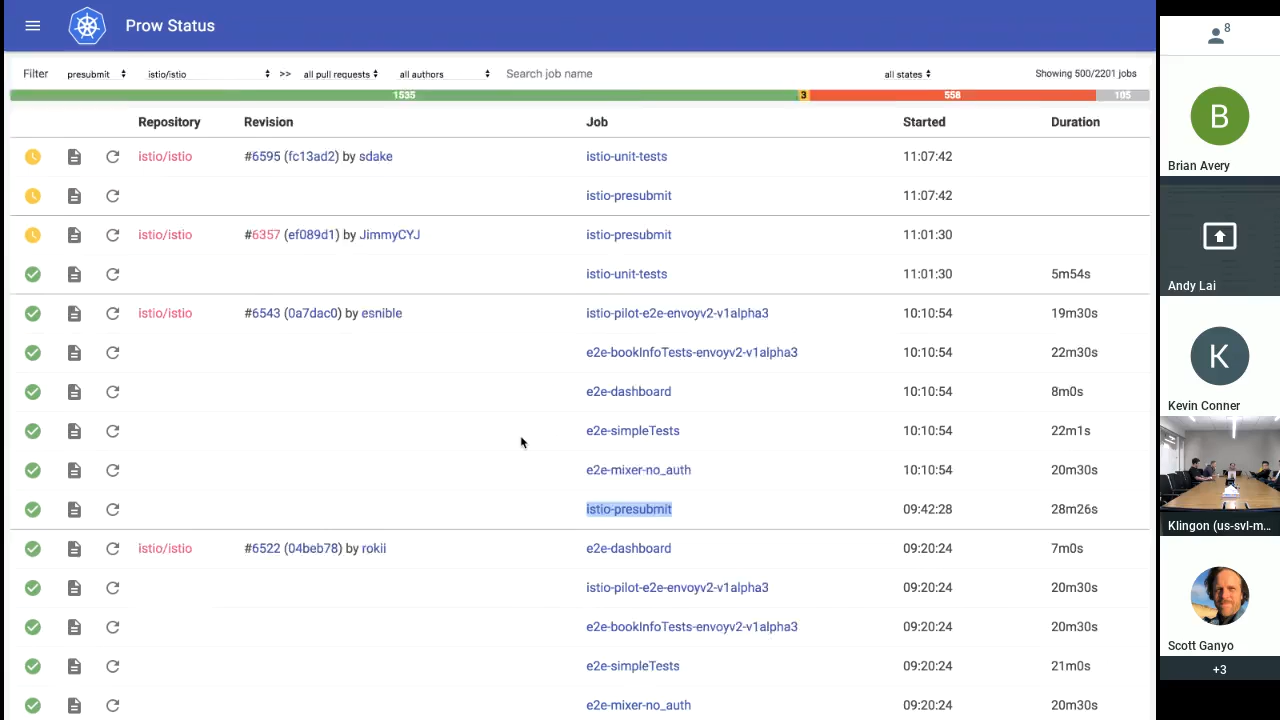 Prow Status
Filter presubmit istio/istio >> all pull requests all authors Search job name all states Showing 500/2201 jobs
1535 3 558 105
Repository Revision Job Started Duration
istio/istio #6595 (fc13ad2) by sdake istio-unit-tests 11:07:42
istio-presubmit 11:07:42
istio/istio #6357 (ef089d1) by JimmyCYJ istio-presubmit 11:01:30
istio-unit-tests 11:01:30 5m54s
istio/istio #6543 (0a7dac0) by esnible istio-pilot-e2e-envoyv2-v1alpha3 10:10:54 19m30s
e2e-bookInfoTests-envoyv2-v1alpha3 10:10:54 22m30s
e2e-dashboard 10:10:54 8m0s
e2e-simpleTests 10:10:54 22m1s
e2e-mixer-no_auth 10:10:54 20m30s
istio-presubmit 09:42:28 28m26s
istio/istio #6522 (04beb78) by rokii e2e-dashboard 09:20:24 7m0s
istio-pilot-e2e-envoyv2-v1alpha3 09:20:24 20m30s
e2e-bookInfoTests-envoyv2-v1alpha3 09:20:24 20m30s
e2e-simpleTests 09:20:24 21m0s
e2e-mixer-no_auth 09:20:24 20m30s
8
B
Brian Avery
Andy Lai
K
Kevin Conner
Klingon (us-svl-m...
Scott Ganyo
+3